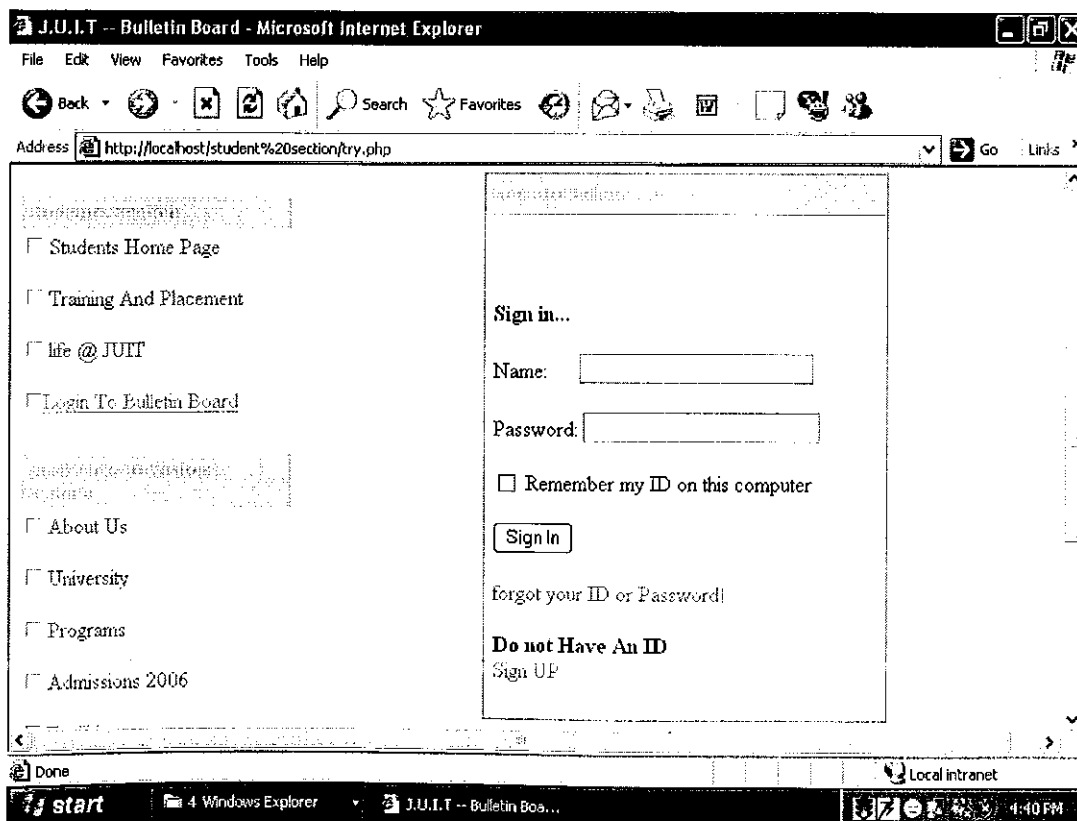 J.U.I.T -- Bulletin Board - Microsoft Internet Explorer
File Edit View Favorites Tools Help
Back Search Favorites
Address http://localhost/student%20section/try.php Go Links
Students Home Page
Training And Placement
life @ JUIT
Login To Bulletin Board
About Us
University
Programs
Admissions 2006
Sign in...
Name:
Password:
Remember my ID on this computer
Sign In
forgot your ID or Password!
Do not Have An ID
Sign UP
Done Local intranet
start 4 Windows Explorer J.U.I.T -- Bulletin Boa... 4:40 PM